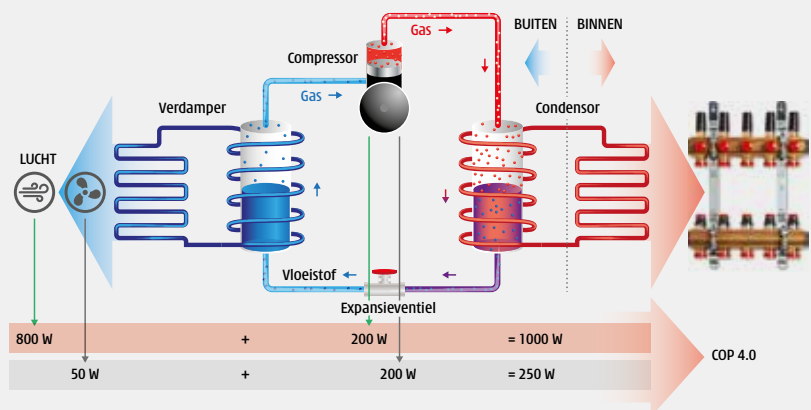 Gas
BUITEN
BINNEN
Compressor
Gas
Verdamper
Condensor
LUCHT
Vloeistof
Expansieventiel
800 W + 200 W = 1000 W
COP 4.0
50 W + 200 W = 250 W